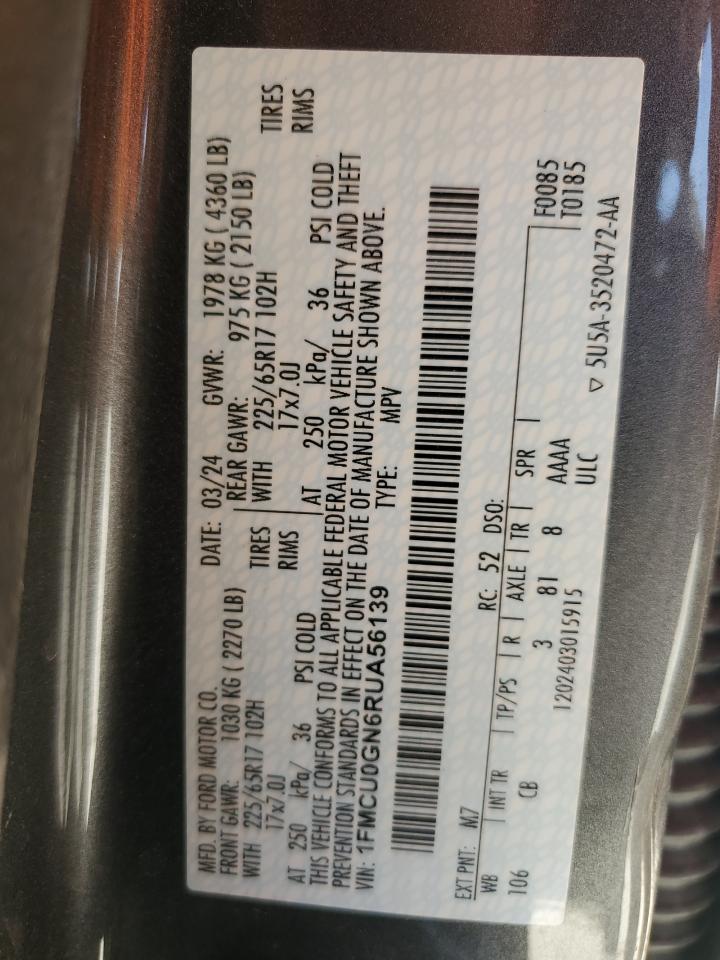 MFD. BY FORD MOTOR CO. DATE: 03/24 GVWR: 1978 KG ( 4360 LB)
FRONT GAWR: 1030 KG ( 2270 LB) REAR GAWR: 975 KG ( 2150 LB)
WITH 225/65R17 102H TIRES WITH 225/65R17 102H TIRES
17x7.0J RIMS 17x7.0J RIMS
AT 250 kPa/ 36 PSI COLD AT 250 kPa/ 36 PSI COLD
THIS VEHICLE CONFORMS TO ALL APPLICABLE FEDERAL MOTOR VEHICLE SAFETY AND THEFT
PREVENTION STANDARDS IN EFFECT ON THE DATE OF MANUFACTURE SHOWN ABOVE.
VIN: 1FMCU0GN6RUA56139 TYPE: MPV
EXT PNT: M7 RC: 52 DSO:
WB INT TR TP/PS R AXLE TR SPR F0085
106 CB 3 81 8 AAAA T0185
ULC
1202403015915 ▽ 5U5A-3520472-AA